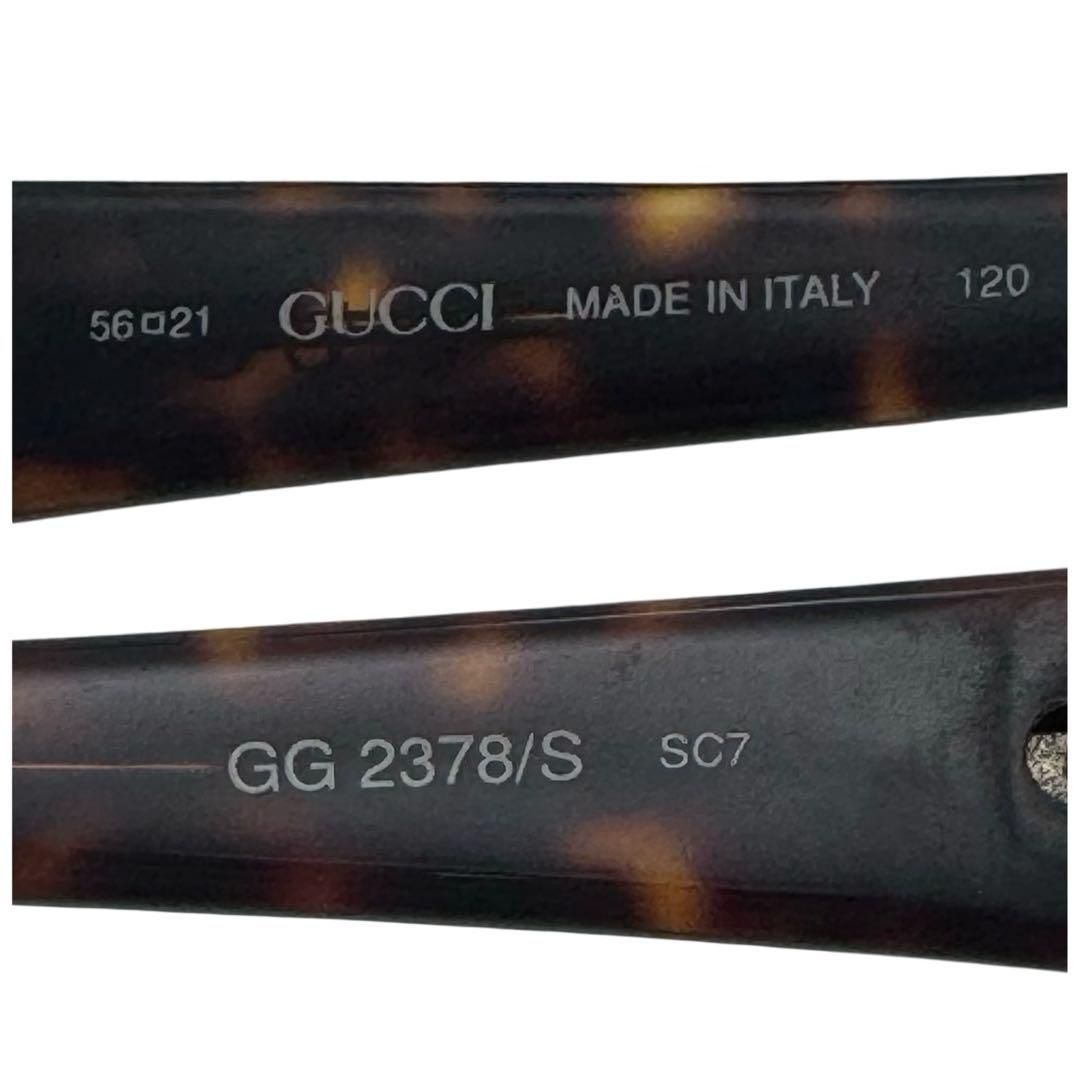 56□21 GUCCI MADE IN ITALY 120
GG 2378/S SC7